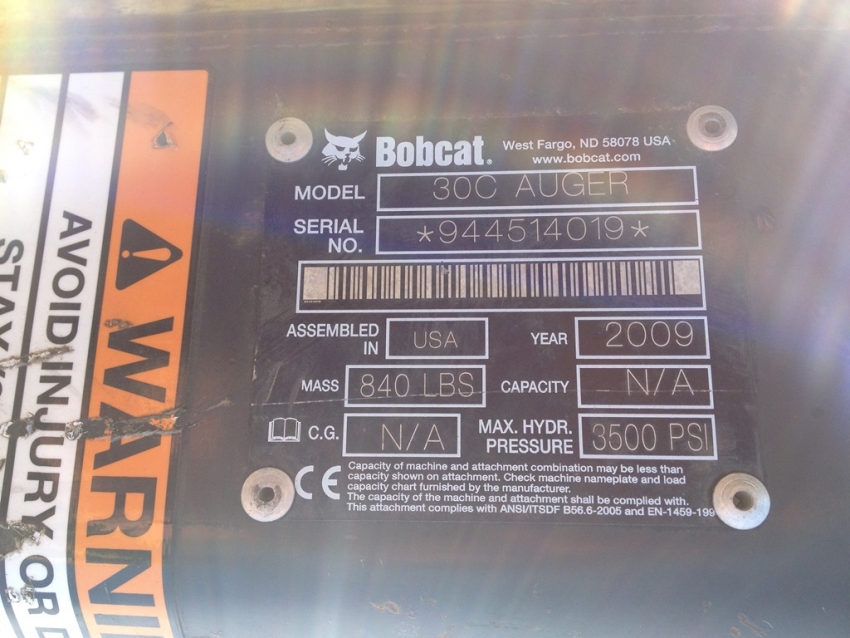 Bobcat.
West Fargo, ND 58078 USA
www.bobcat.com
MODEL 30C AUGER
SERIAL NO. *944514019*
ASSEMBLED IN USA YEAR 2009
MASS 840 LBS CAPACITY N/A
C.G. N/A MAX. HYDR. PRESSURE 3500 PSI
CE
Capacity of machine and attachment combination may be less than
capacity shown on attachment. Check machine nameplate and load
capacity chart furnished by the manufacturer.
The capacity of the machine and attachment shall be complied with.
This attachment complies with ANSI/ITSDF B56.6-2005 and EN-1459-199
WARNIN
AVOID INJURY OR D
STAY